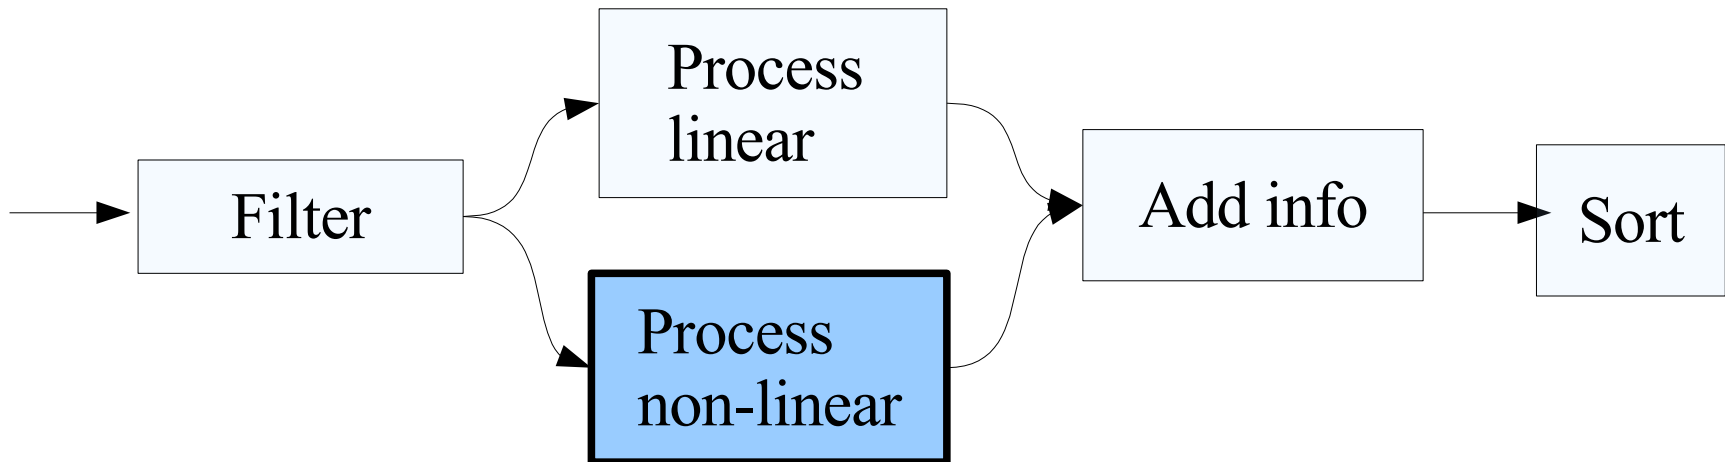 Filter
Process
linear
Process
non-linear
Add info
Sort